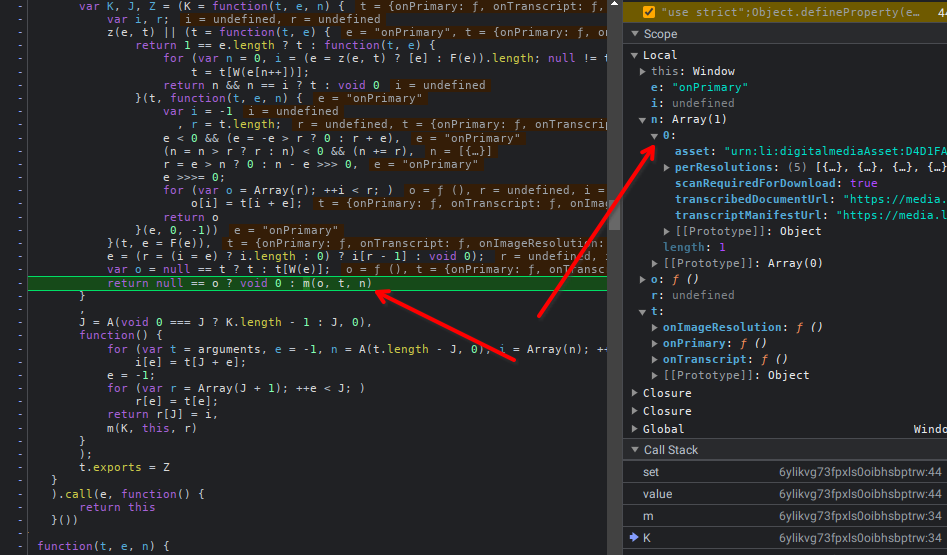 var K, J, Z = (K = function(t, e, n) {  t = {onPrimary: ƒ, onTranscript:
var i, r;  i = undefined, r = undefined
z(e, t) || (t = function(t, e) {  e = "onPrimary", t = {onPrimary: ƒ, on
return 1 == e.length ? t : function(t, e) {
for (var n = 0, i = (e = z(e, t) ? [e] : F(e)).length; null != t
t = t[W(e[n++])];
return n && n == i ? t : void 0  i = undefined
}(t, function(t, e, n) {  e = "onPrimary"
var i = -1  i = undefined
, r = t.length;  r = undefined, t = {onPrimary: ƒ, onTranscrip
e < 0 && (e = -e > r ? 0 : r + e),  e = "onPrimary"
(n = n > r ? r : n) < 0 && (n += r),  n = [{…}]
r = e > n ? 0 : n - e >>> 0,  e = "onPrimary"
e >>>= 0;
for (var o = Array(r); ++i < r; )  o = ƒ (), r = undefined, i =
o[i] = t[i + e];  t = {onPrimary: ƒ, onTranscript: ƒ, onIma
return o
}(e, 0, -1))  e = "onPrimary"
}(t, e = F(e)),  t = {onPrimary: ƒ, onTranscript: ƒ, onImageResolution:
e = (r = (i = e) ? i.length : 0) ? i[r - 1] : void 0);  r = undefined, i
var o = null == t ? t : t[W(e)];  o = ƒ (), t = {onPrimary: ƒ, onTransc
return null == o ? void 0 : m(o, t, n)
}
,
J = A(void 0 === J ? K.length - 1 : J, 0),
function() {
for (var t = arguments, e = -1, n = A(t.length - J, 0), i = Array(n); ++
i[e] = t[J + e];
e = -1;
for (var r = Array(J + 1); ++e < J; )
r[e] = t[e];
return r[J] = i,
m(K, this, r)
}
);
t.exports = Z
}
).call(e, function() {
return this
}())
function(t, e, n) {
"use strict";Object.defineProperty(e… 44
Scope
Local
this: Window
e: "onPrimary"
i: undefined
n: Array(1)
0:
asset: "urn:li:digitalmediaAsset:D4D1FA
perResolutions: (5) [{…}, {…}, {…}, {…
scanRequiredForDownload: true
transcribedDocumentUrl: "https://media.
transcriptManifestUrl: "https://media.l
[[Prototype]]: Object
length: 1
[[Prototype]]: Array(0)
o: ƒ ()
r: undefined
t:
onImageResolution: ƒ ()
onPrimary: ƒ ()
onTranscript: ƒ ()
[[Prototype]]: Object
Closure
Closure
Global Windo
Call Stack
set 6ylikvg73fpxls0oibhsbptrw:44
value 6ylikvg73fpxls0oibhsbptrw:44
m 6ylikvg73fpxls0oibhsbptrw:34
K 6ylikvg73fpxls0oibhsbptrw:34